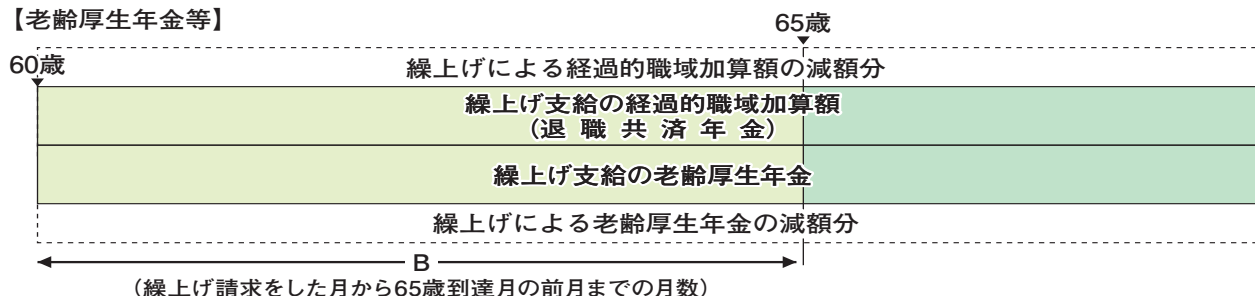 【老齢厚生年金等】
65歳
60歳
繰上げによる経過的職域加算額の減額分
繰上げ支給の経過的職域加算額
（退職共済年金）
繰上げ支給の老齢厚生年金
繰上げによる老齢厚生年金の減額分
B
（繰上げ請求をした月から65歳到達月の前月までの月数）